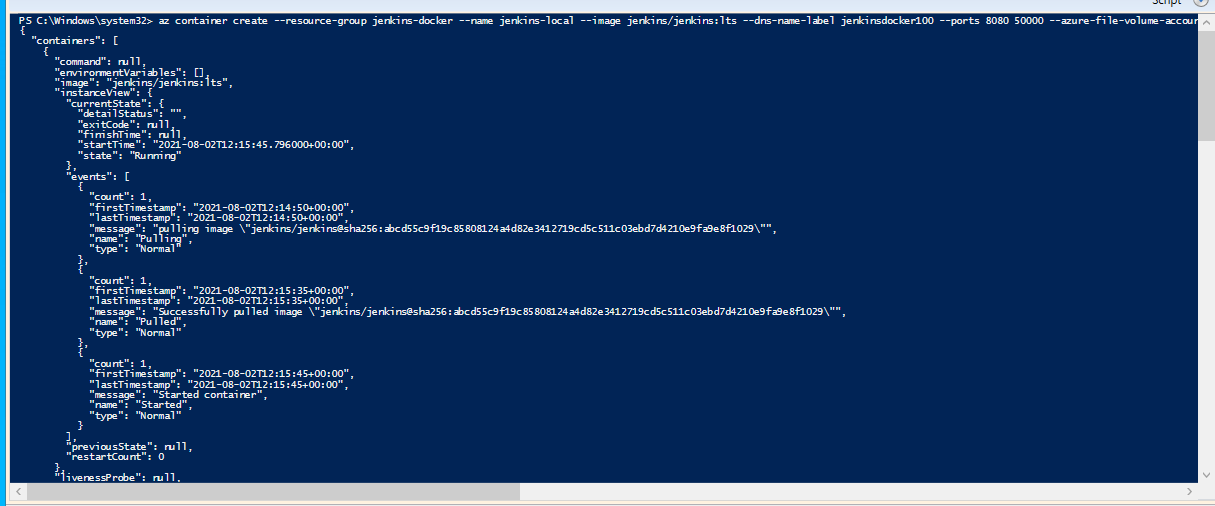 Script
PS C:\Windows\system32> az container create --resource-group jenkins-docker --name jenkins-local --image jenkins/jenkins:lts --dns-name-label jenkinsdocker100 --ports 8080 50000 --azure-file-volume-accour
{
"containers": [
{
"command": null,
"environmentVariables": [],
"image": "jenkins/jenkins:lts",
"instanceView": {
"currentState": {
"detailStatus": "",
"exitCode": null,
"finishTime": null,
"startTime": "2021-08-02T12:15:45.796000+00:00",
"state": "Running"
},
"events": [
{
"count": 1,
"firstTimestamp": "2021-08-02T12:14:50+00:00",
"lastTimestamp": "2021-08-02T12:14:50+00:00",
"message": "pulling image \"jenkins/jenkins@sha256:abcd55c9f19c85808124a4d82e3412719cd5c511c03ebd7d4210e9fa9e8f1029\"",
"name": "Pulling",
"type": "Normal"
},
{
"count": 1,
"firstTimestamp": "2021-08-02T12:15:35+00:00",
"lastTimestamp": "2021-08-02T12:15:35+00:00",
"message": "Successfully pulled image \"jenkins/jenkins@sha256:abcd55c9f19c85808124a4d82e3412719cd5c511c03ebd7d4210e9fa9e8f1029\"",
"name": "Pulled",
"type": "Normal"
},
{
"count": 1,
"firstTimestamp": "2021-08-02T12:15:45+00:00",
"lastTimestamp": "2021-08-02T12:15:45+00:00",
"message": "Started container",
"name": "Started",
"type": "Normal"
}
],
"previousState": null,
"restartCount": 0
},
"livenessProbe": null,